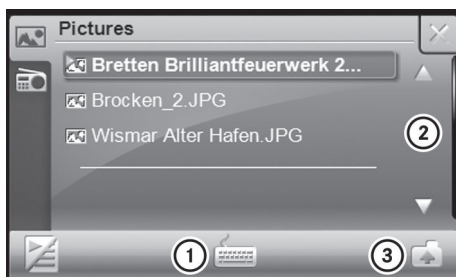 Pictures
Bretten Brilliantfeuerwerk 2...
Brocken_2.JPG
Wismar Alter Hafen.JPG
2
1
3